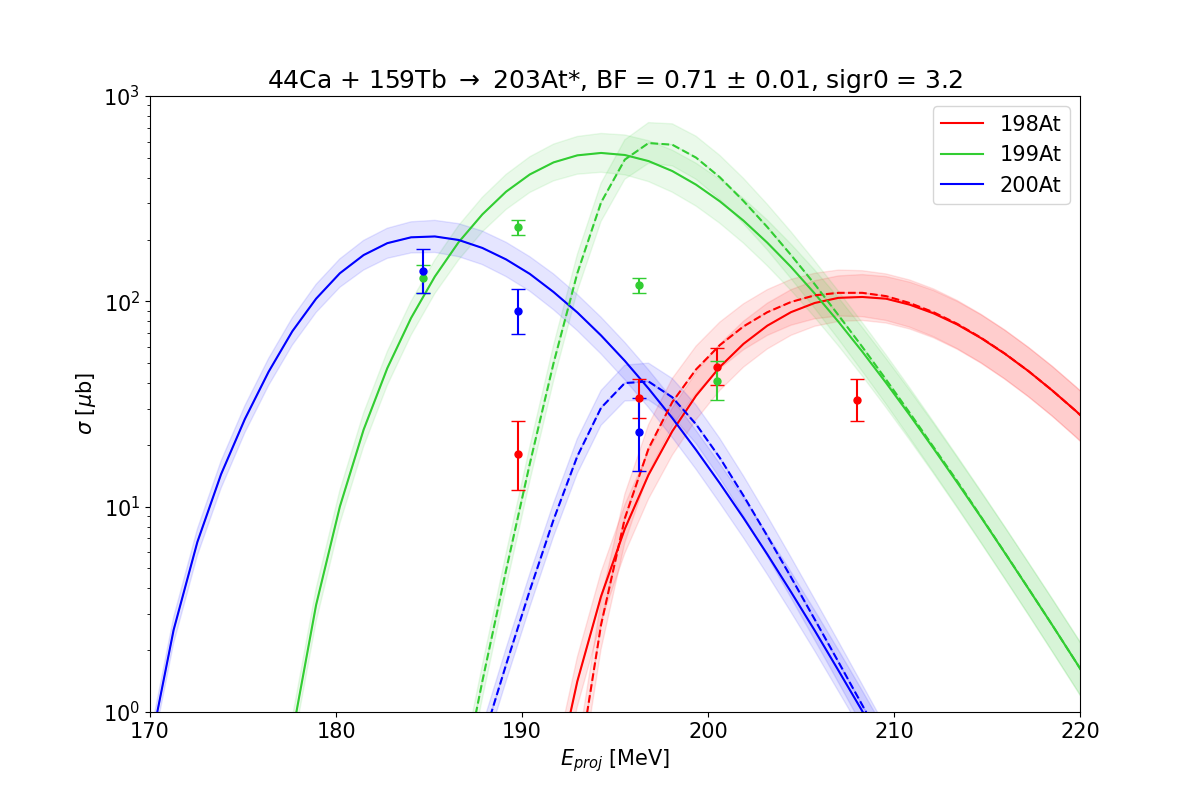 44Ca + 159Tb → 203At*, BF = 0.71 ± 0.01, sigr0 = 3.2
198At
199At
200At
σ [μb]
10³
10²
10¹
10⁰
170 180 190 200 210 220
E_proj [MeV]